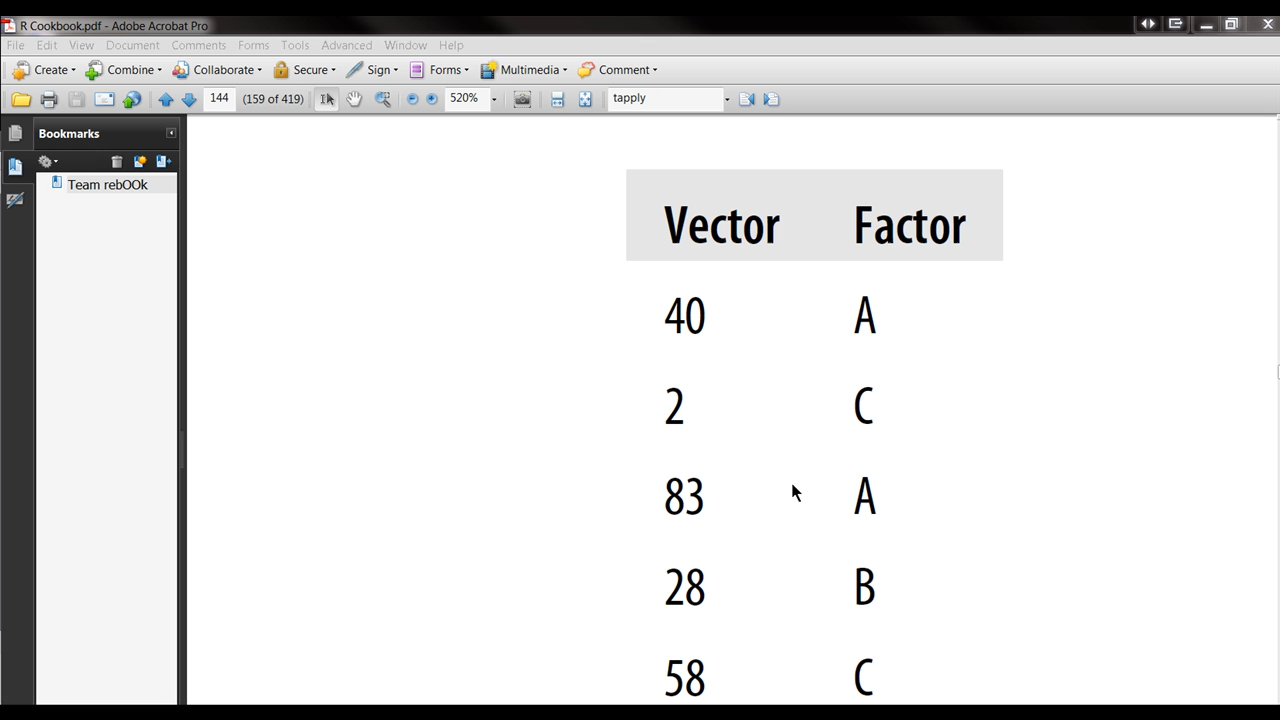 R Cookbook.pdf - Adobe Acrobat Pro
File Edit View Document Comments Forms Tools Advanced Window Help
Create Combine Collaborate Secure Sign Forms Multimedia Comment
144 (159 of 419) 520% tapply
Bookmarks
Team rebOOk
Vector Factor
40 A
2 C
83 A
28 B
58 C